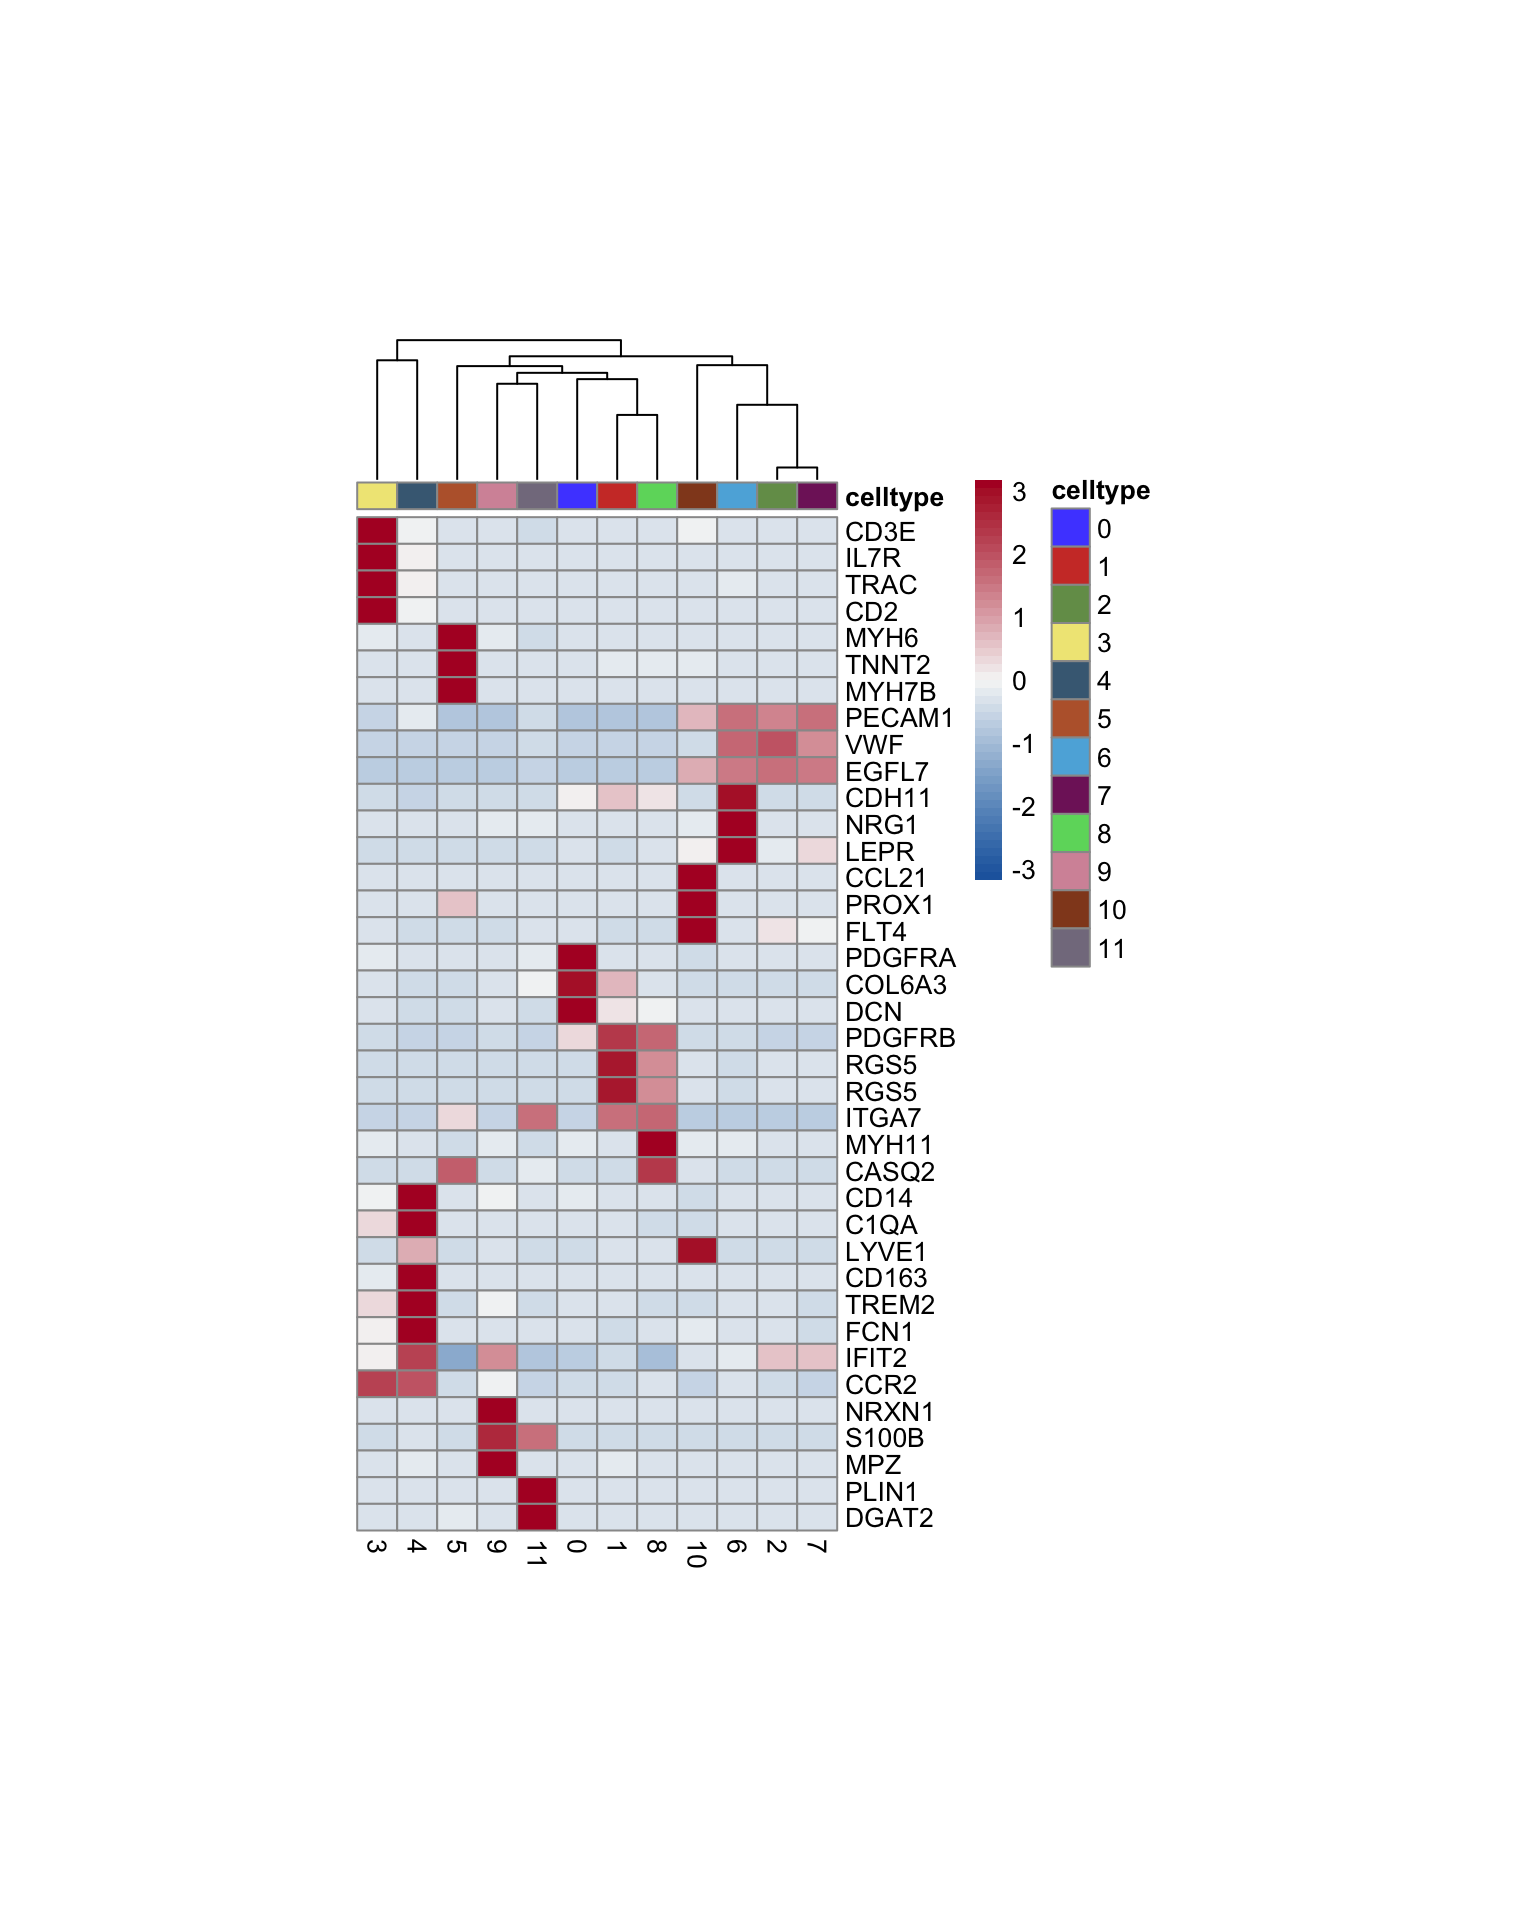 celltype
CD3E
IL7R
TRAC
CD2
MYH6
TNNT2
MYH7B
PECAM1
VWF
EGFL7
CDH11
NRG1
LEPR
CCL21
PROX1
FLT4
PDGFRA
COL6A3
DCN
PDGFRB
RGS5
RGS5
ITGA7
MYH11
CASQ2
CD14
C1QA
LYVE1
CD163
TREM2
FCN1
IFIT2
CCR2
NRXN1
S100B
MPZ
PLIN1
DGAT2
3 4 5 9 11 0 1 8 10 6 2 7
3
2
1
0
-1
-2
-3
celltype
0
1
2
3
4
5
6
7
8
9
10
11